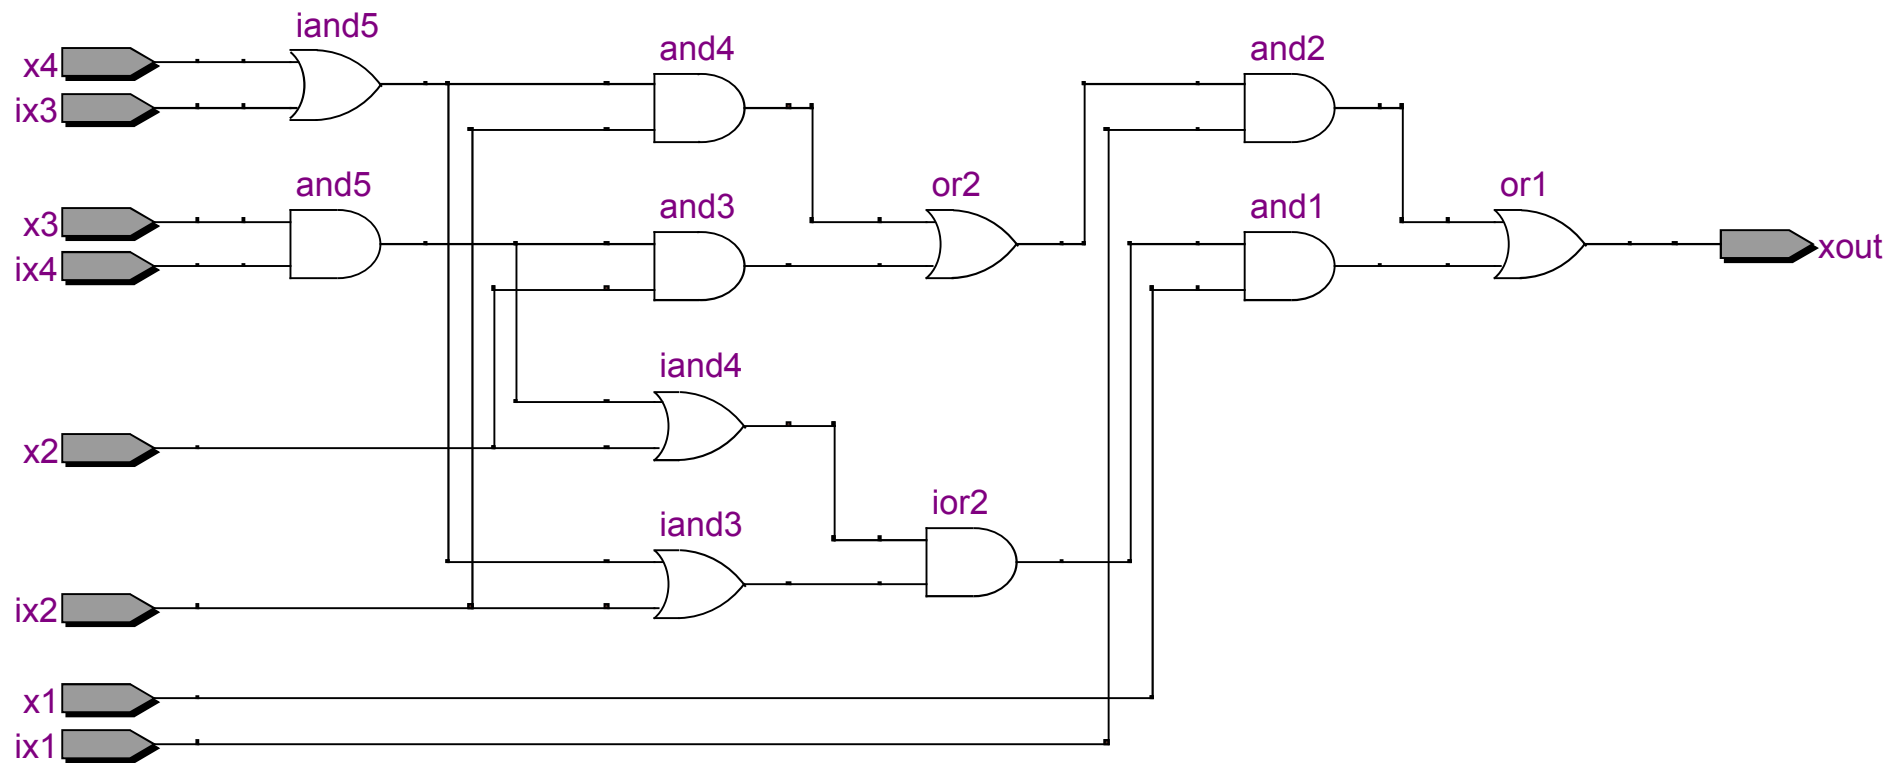 iand5
x4
ix3
and4
and2
x3
ix4
and5
and3
or2
and1
or1
xout
iand4
x2
ior2
iand3
ix2
x1
ix1